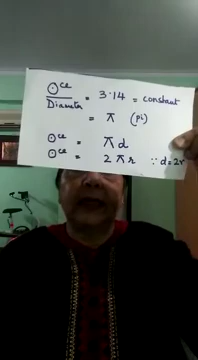 ⊙ce / Diameter = 3.14 = constant
= π (pi)
⊙ce = πd
⊙ce = 2πr ∵ d=2r